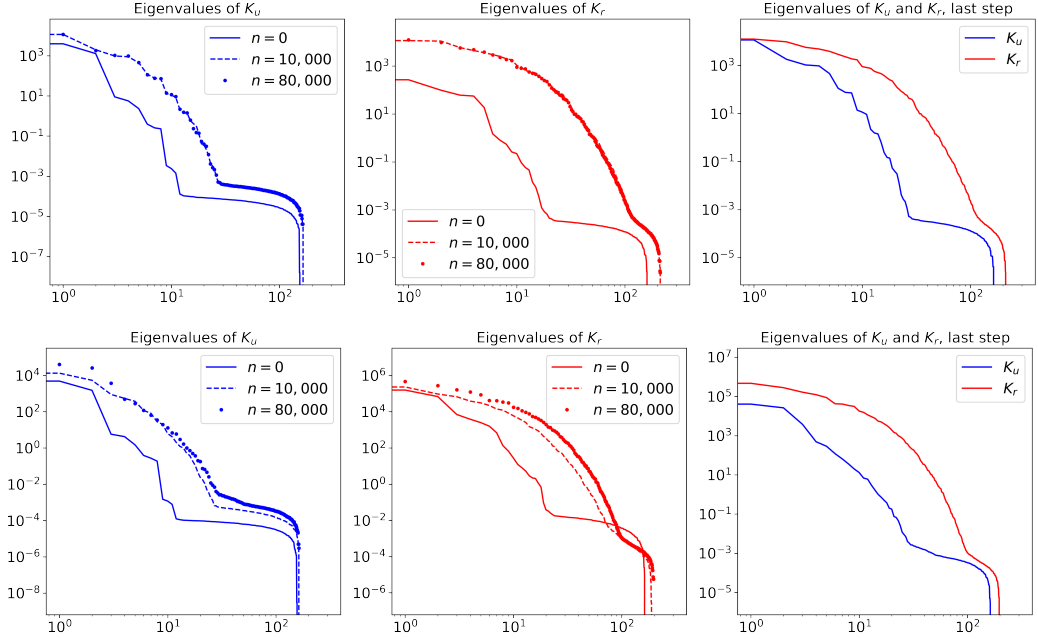 Eigenvalues of K_u
10^3
10^1
10^-1
10^-3
10^-5
10^-7
n = 0
n = 10,000
n = 80,000
10^0
10^1
10^2
Eigenvalues of K_r
10^3
10^1
10^-1
10^-3
10^-5
n = 0
n = 10,000
n = 80,000
10^0
10^1
10^2
Eigenvalues of K_u and K_r, last step
10^3
10^1
10^-1
10^-3
10^-5
K_u
K_r
10^0
10^1
10^2
Eigenvalues of K_u
10^4
10^2
10^0
10^-2
10^-4
10^-6
10^-8
n = 0
n = 10,000
n = 80,000
10^0
10^1
10^2
Eigenvalues of K_r
10^6
10^4
10^2
10^0
10^-2
10^-4
10^-6
n = 0
n = 10,000
n = 80,000
10^0
10^1
10^2
Eigenvalues of K_u and K_r, last step
10^7
10^5
10^3
10^1
10^-1
10^-3
10^-5
K_u
K_r
10^0
10^1
10^2